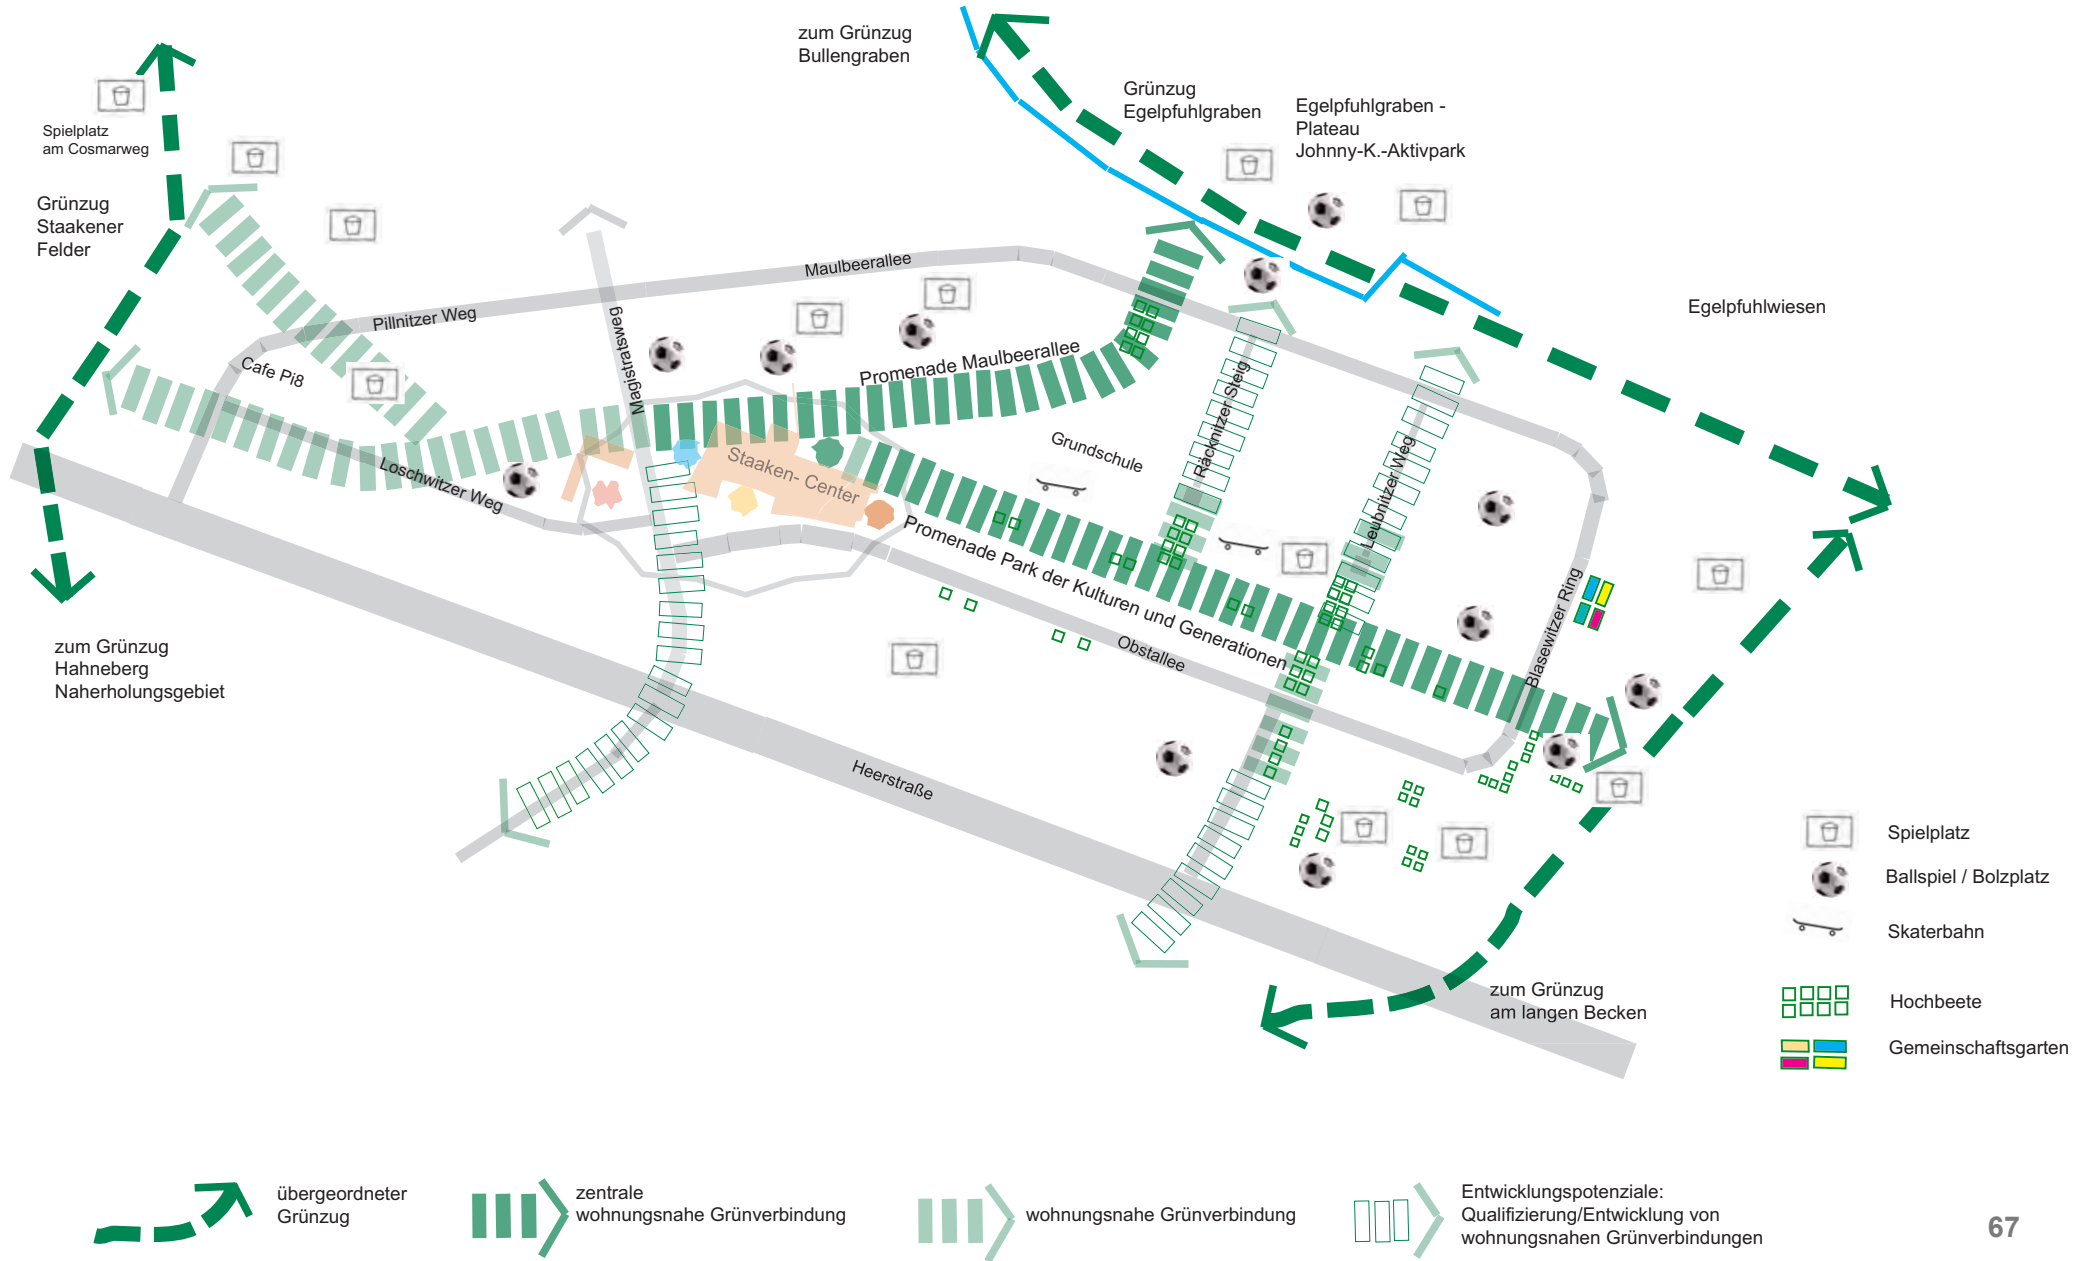 zum Grünzug
Bullengraben
Grünzug
Egelpfuhlgraben
Egelpfuhlgraben -
Plateau
Johnny-K.-Aktivpark
Spielplatz
am Cosmarweg
Grünzug
Staakener
Felder
Egelpfuhlwiesen
Maulbeerallee
Pillnitzer Weg
Magistratsweg
Cafe Pi8
Promenade Maulbeerallee
Räcknitzer Steig
Grundschule
Leubnitzer Weg
Loschwitzer Weg
Staaken- Center
Promenade Park der Kulturen und Generationen
Obstallee
Blasewitzer Ring
zum Grünzug
Hahneberg
Naherholungsgebiet
Heerstraße
zum Grünzug
am langen Becken
Spielplatz
Ballspiel / Bolzplatz
Skaterbahn
Hochbeete
Gemeinschaftsgarten
übergeordneter
Grünzug
zentrale
wohnungsnahe Grünverbindung
wohnungsnahe Grünverbindung
Entwicklungspotenziale:
Qualifizierung/Entwicklung von
wohnungsnahen Grünverbindungen
67